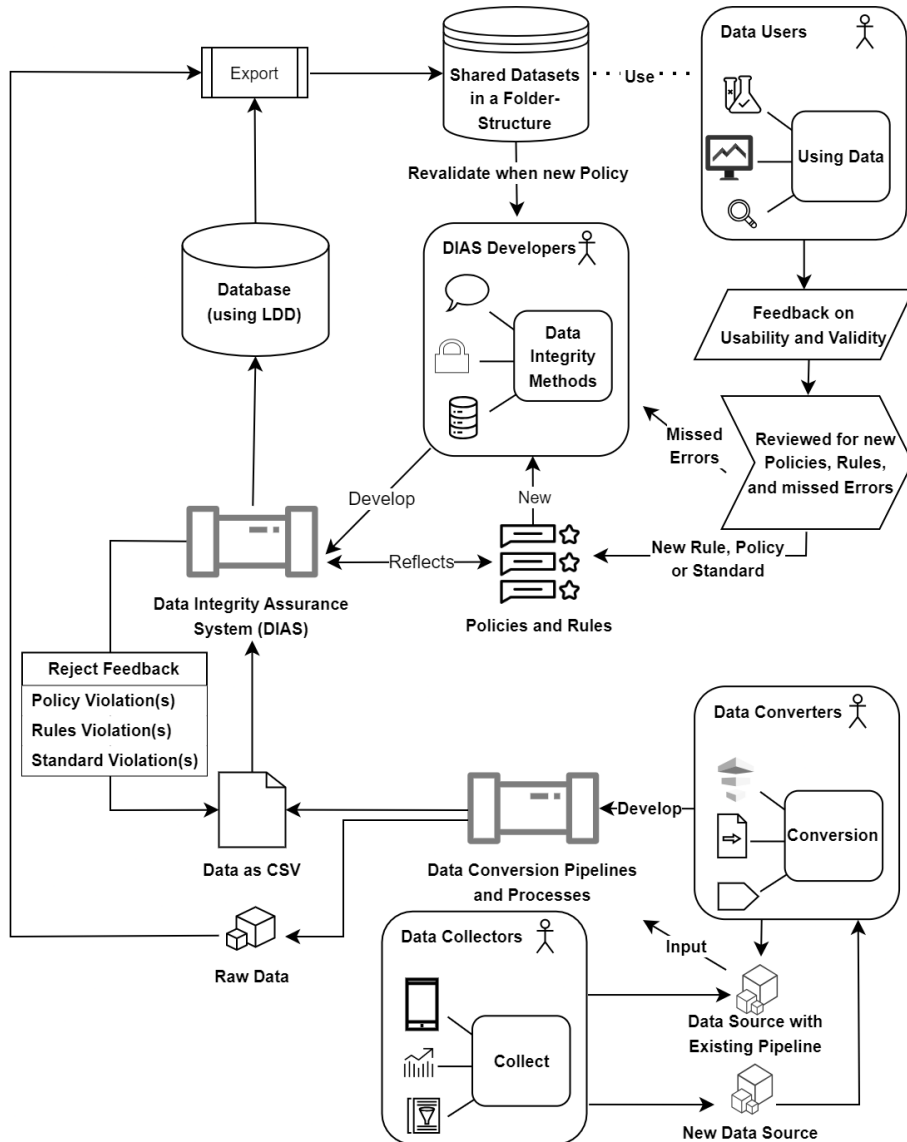 Export
Shared Datasets
in a Folder-
Structure
Use
Data Users
Using Data
Revalidate when new Policy
DIAS Developers
Data
Integrity
Methods
Database
(using LDD)
Feedback on
Usability and Validity
Missed
Errors
Reviewed for new
Policies, Rules,
and missed Errors
Develop
New
Reflects
New Rule, Policy
or Standard
Data Integrity Assurance
System (DIAS)
Policies and Rules
Reject Feedback
Policy Violation(s)
Rules Violation(s)
Standard Violation(s)
Data Converters
Conversion
Develop
Data as CSV
Data Conversion Pipelines
and Processes
Raw Data
Data Collectors
Collect
Input
Data Source with
Existing Pipeline
New Data Source